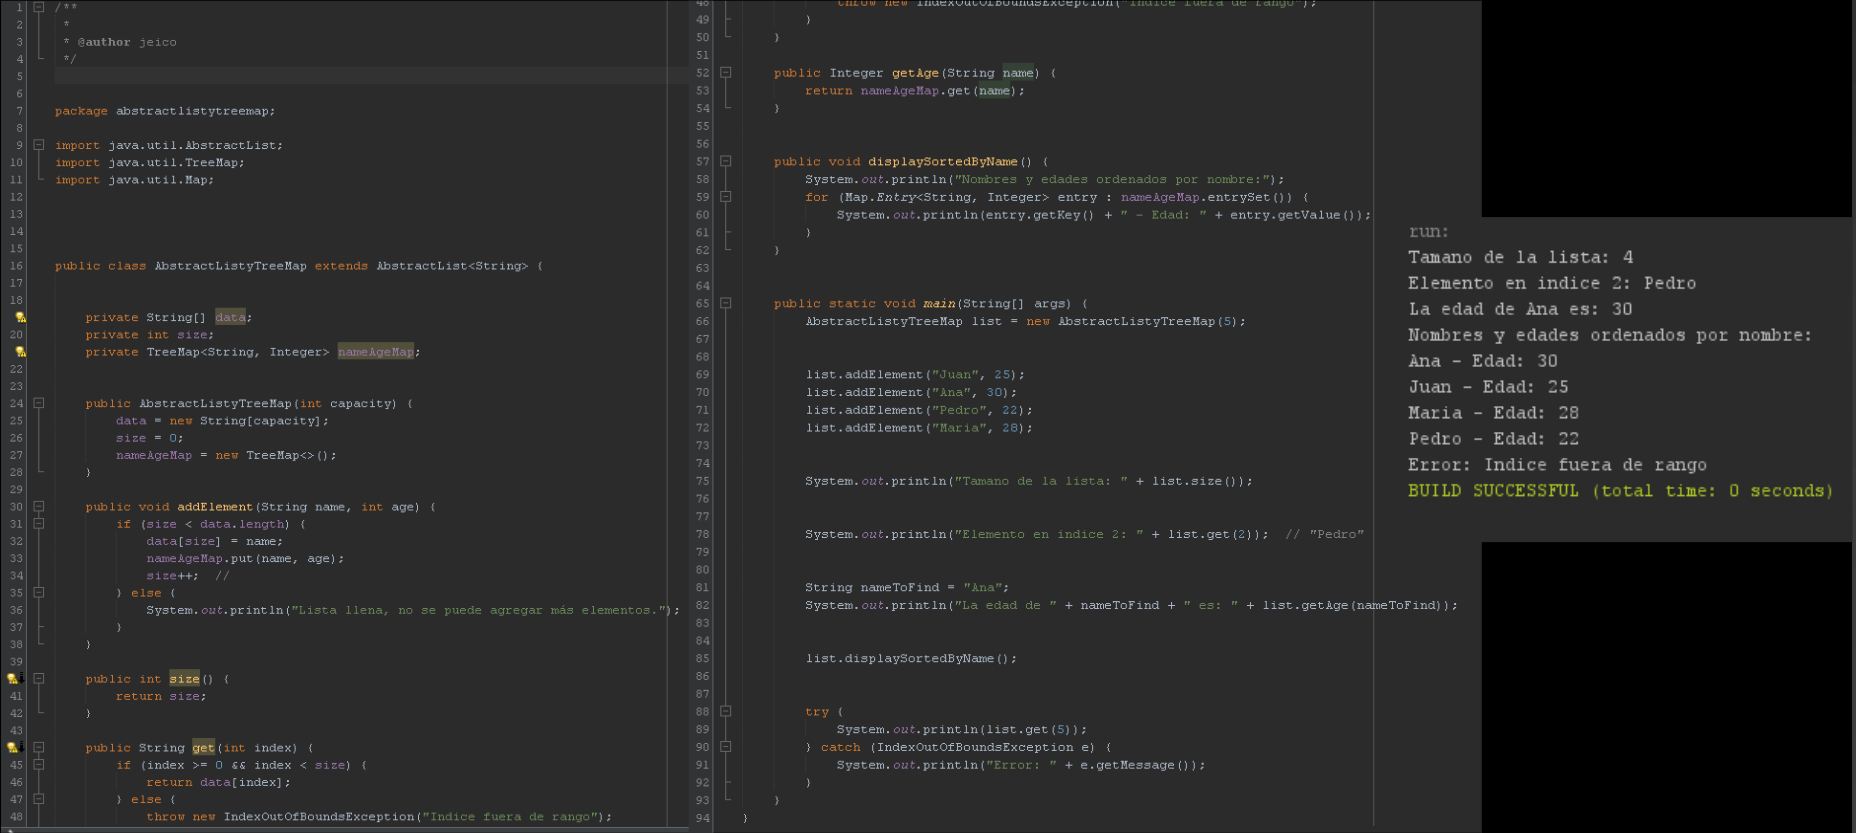 1 /**
2 *
3 * @author jeico
4 */
5
6
7 package abstractlistytreemap;
8
9 import java.util.AbstractList;
10 import java.util.TreeMap;
11 import java.util.Map;
12
13
14
15
16 public class AbstractListyTreeMap extends AbstractList<String> {
17
18
private String[] data;
20 private int size;
private TreeMap<String, Integer> nameAgeMap;
22
23
24 public AbstractListyTreeMap(int capacity) {
25 data = new String[capacity];
26 size = 0;
27 nameAgeMap = new TreeMap<>();
28 }
29
30 public void addElement(String name, int age) {
31 if (size < data.length) {
32 data[size] = name;
33 nameAgeMap.put(name, age);
34 size++; //
35 } else {
36 System.out.println("Lista llena, no se puede agregar más elementos.");
37 }
38 }
39
public int size() {
41 return size;
42 }
43
public String get(int index) {
45 if (index >= 0 && index < size) {
46 return data[index];
47 } else {
48 throw new IndexOutOfBoundsException("Indice fuera de rango");
48 throw new IndexOutOfBoundsException("Indice fuera de rango");
49 }
50 }
51
52 public Integer getAge(String name) {
53 return nameAgeMap.get(name);
54 }
55
56
57 public void displaySortedByName() {
58 System.out.println("Nombres y edades ordenados por nombre:");
59 for (Map.Entry<String, Integer> entry : nameAgeMap.entrySet()) {
60 System.out.println(entry.getKey() + " - Edad: " + entry.getValue());
61 }
62 }
63
64
65 public static void main(String[] args) {
66 AbstractListyTreeMap list = new AbstractListyTreeMap(5);
67
68
69 list.addElement("Juan", 25);
70 list.addElement("Ana", 30);
71 list.addElement("Pedro", 22);
72 list.addElement("Maria", 28);
73
74
75 System.out.println("Tamano de la lista: " + list.size());
76
77
78 System.out.println("Elemento en indice 2: " + list.get(2)); // "Pedro"
79
80
81 String nameToFind = "Ana";
82 System.out.println("La edad de " + nameToFind + " es: " + list.getAge(nameToFind));
83
84
85 list.displaySortedByName();
86
87
88 try {
89 System.out.println(list.get(5));
90 } catch (IndexOutOfBoundsException e) {
91 System.out.println("Error: " + e.getMessage());
92 }
93 }
94 }
run:
Tamano de la lista: 4
Elemento en indice 2: Pedro
La edad de Ana es: 30
Nombres y edades ordenados por nombre:
Ana - Edad: 30
Juan - Edad: 25
Maria - Edad: 28
Pedro - Edad: 22
Error: Indice fuera de rango
BUILD SUCCESSFUL (total time: 0 seconds)